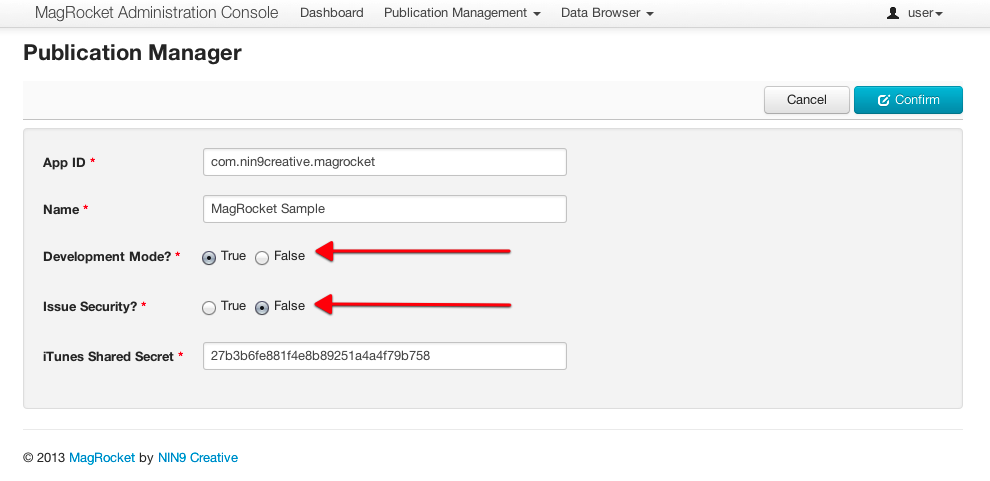 MagRocket Administration Console Dashboard Publication Management Data Browser user
Publication Manager
Cancel Confirm
App ID * com.nin9creative.magrocket
Name * MagRocket Sample
Development Mode? * True False
Issue Security? * True False
iTunes Shared Secret * 27b3b6fe881f4e8b89251a4a4f79b758
© 2013 MagRocket by NIN9 Creative